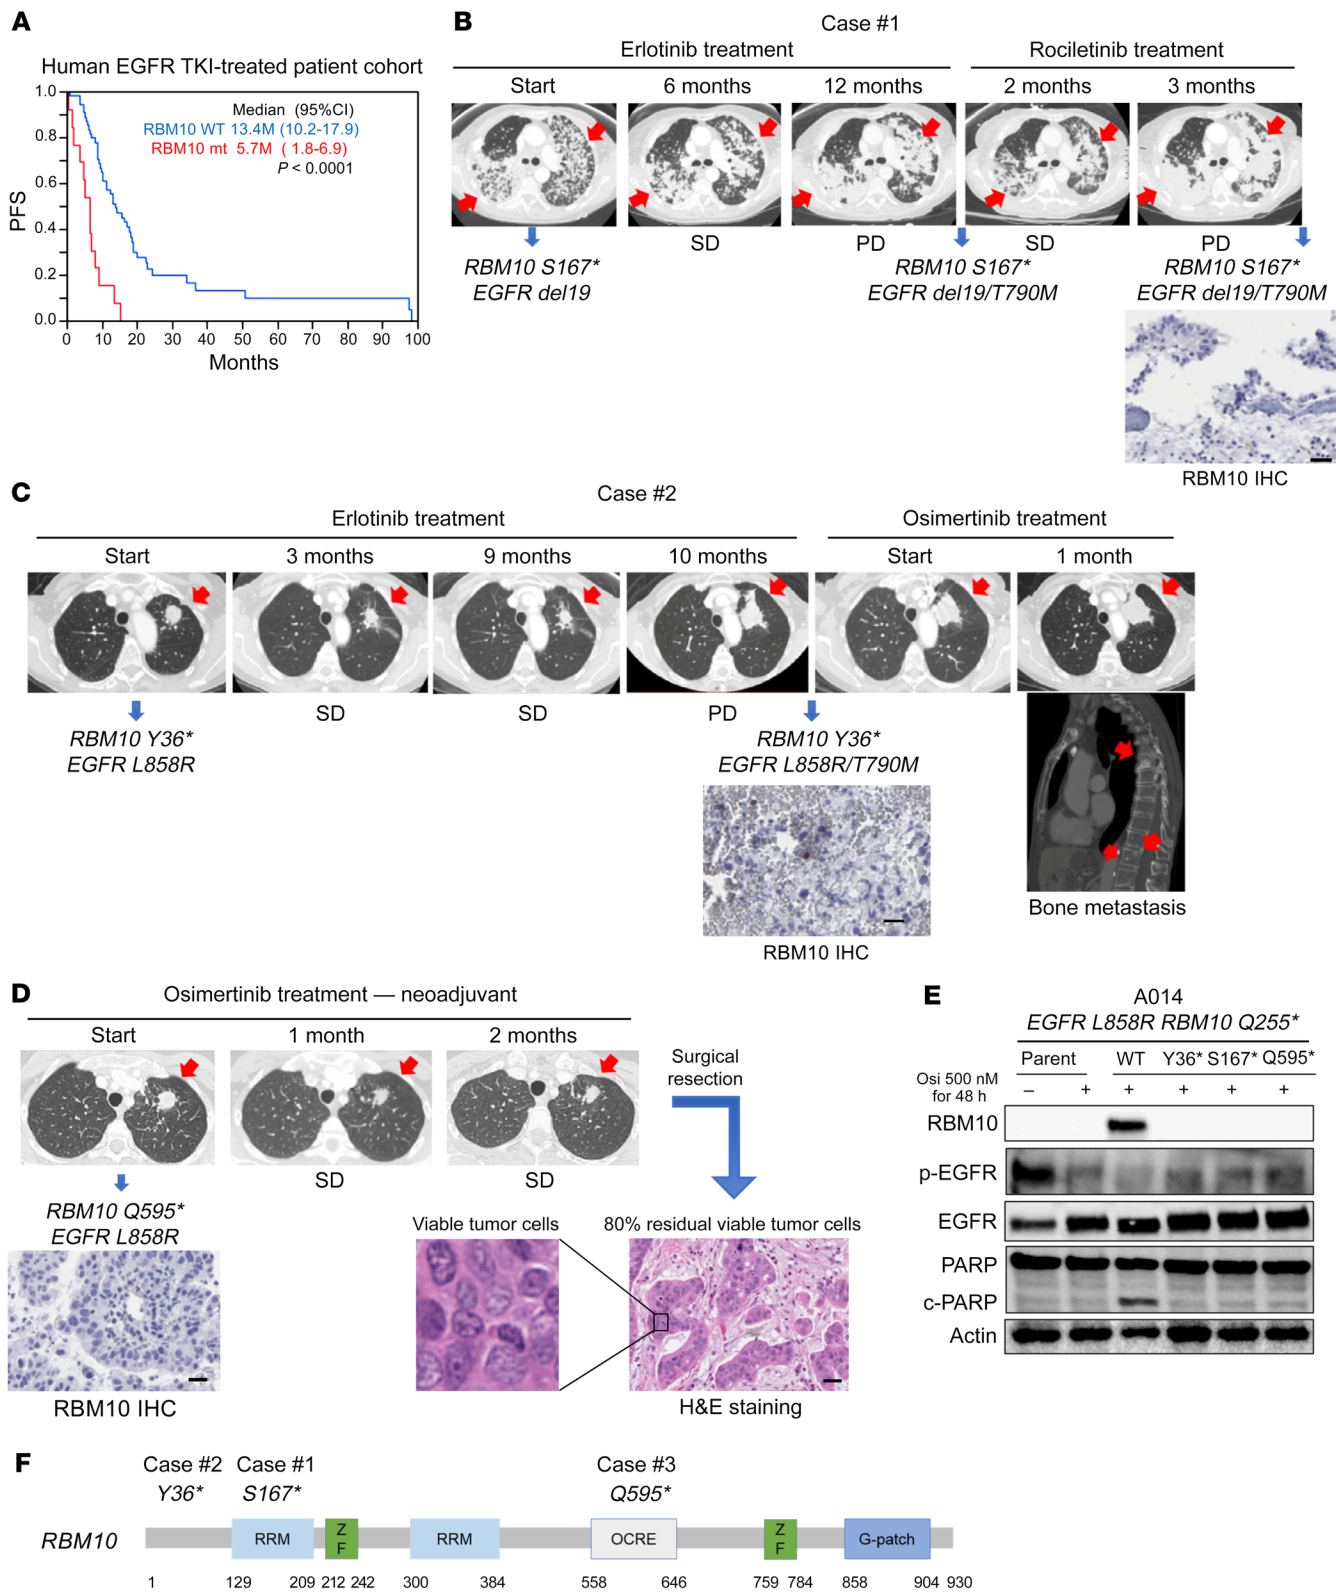 A
Human EGFR TKI-treated patient cohort
Median (95%CI)
RBM10 WT 13.4M (10.2-17.9)
RBM10 mt 5.7M ( 1.8-6.9)
P < 0.0001
PFS
1.0
0.8
0.6
0.4
0.2
0.0
0 10 20 30 40 50 60 70 80 90 100
Months
B
Case #1
Erlotinib treatment Rociletinib treatment
Start 6 months 12 months 2 months 3 months
SD PD SD PD
RBM10 S167* RBM10 S167* RBM10 S167*
EGFR del19 EGFR del19/T790M EGFR del19/T790M
RBM10 IHC
C
Case #2
Erlotinib treatment Osimertinib treatment
Start 3 months 9 months 10 months Start 1 month
SD SD PD
RBM10 Y36* RBM10 Y36*
EGFR L858R EGFR L858R/T790M
RBM10 IHC
Bone metastasis
D
Osimertinib treatment — neoadjuvant
Start 1 month 2 months
Surgical
resection
SD SD
RBM10 Q595*
EGFR L858R
Viable tumor cells 80% residual viable tumor cells
RBM10 IHC
H&E staining
E
A014
EGFR L858R RBM10 Q255*
Parent WT Y36* S167* Q595*
Osi 500 nM
for 48 h
– + + + + +
RBM10
p-EGFR
EGFR
PARP
c-PARP
Actin
F
Case #2 Case #1 Case #3
Y36* S167* Q595*
RBM10 RRM ZF RRM OCRE ZF G-patch
1 129 209 212 242 300 384 558 646 759 784 858 904 930